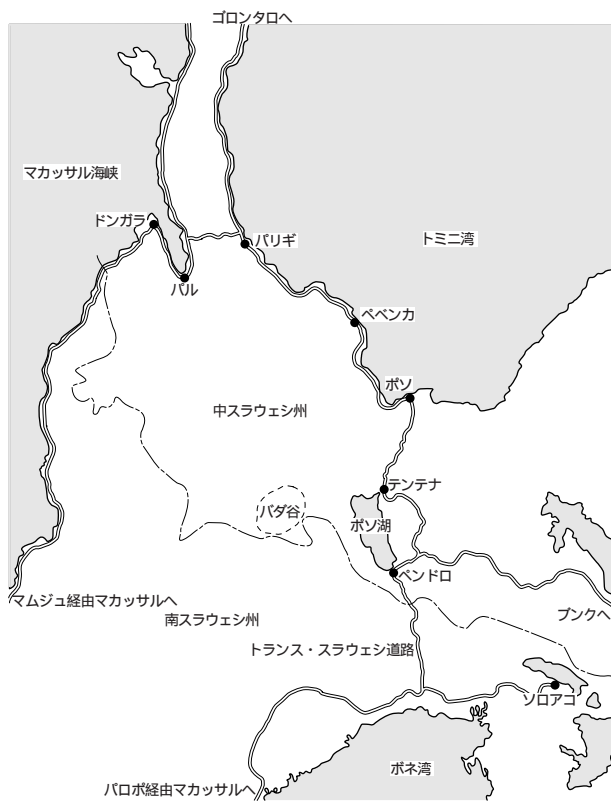 ゴロンタロへ
マカッサル海峡
ドンガラ
パリギ
トミニ湾
パル
ペペンカ
ポソ
中スラウェシ州
テンテナ
バダ谷
ポソ湖
ペンドロ
マムジュ経由マカッサルへ
ブンクへ
南スラウェシ州
トランス・スラウェシ道路
ソロアコ
ボネ湾
パロポ経由マカッサルへ